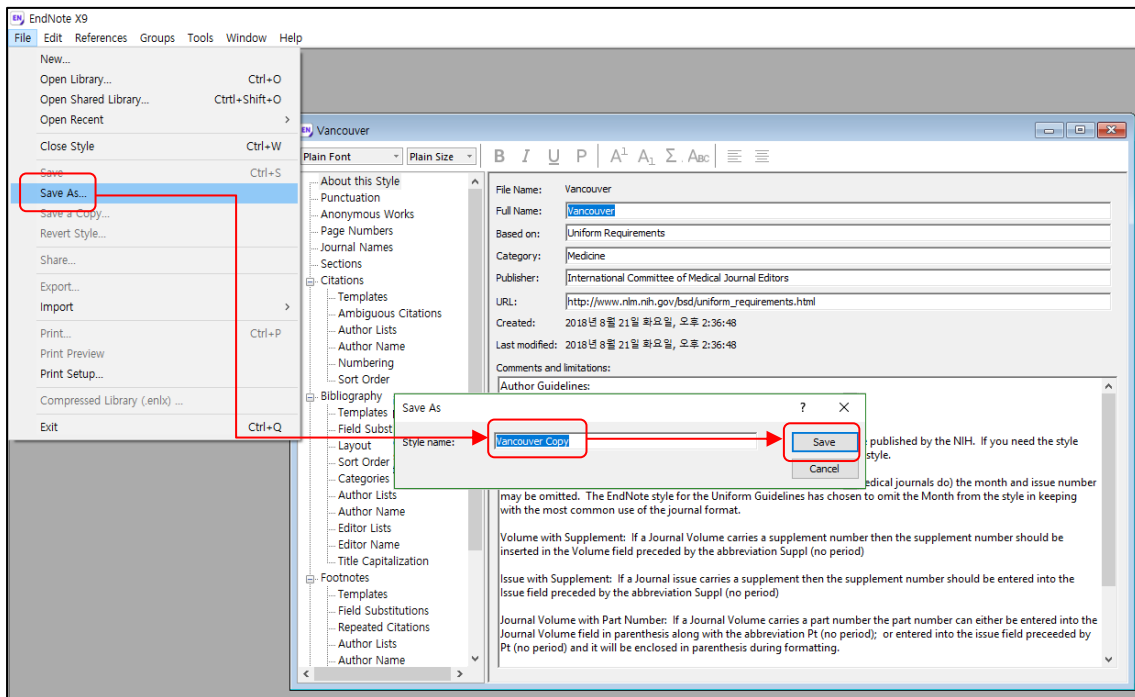 EndNote X9
File Edit References Groups Tools Window Help
New...
Open Library... Ctrl+O
Open Shared Library... Ctrtl+Shift+O
Open Recent >
Close Style Ctrl+W
Save Ctrl+S
Save As...
Save a Copy...
Revert Style...
Share...
Export...
Import >
Print... Ctrl+P
Print Preview
Print Setup...
Compressed Library (.enlx) ...
Exit Ctrl+Q
Vancouver
Plain Font Plain Size B I U P A1 A1 Σ ABC
About this Style
Punctuation
Anonymous Works
Page Numbers
Journal Names
Sections
Citations
Templates
Ambiguous Citations
Author Lists
Author Name
Numbering
Sort Order
Bibliography
Templates
Field Subst
Layout
Sort Order
Categories
Author Lists
Author Name
Editor Lists
Editor Name
Title Capitalization
Footnotes
Templates
Field Substitutions
Repeated Citations
Author Lists
Author Name
File Name: Vancouver
Full Name: Vancouver
Based on: Uniform Requirements
Category: Medicine
Publisher: International Committee of Medical Journal Editors
URL: http://www.nlm.nih.gov/bsd/uniform_requirements.html
Created: 2018년 8월 21일 화요일, 오후 2:36:48
Last modified: 2018년 8월 21일 화요일, 오후 2:36:48
Comments and limitations:
Author Guidelines:
Save As ? X
Style name: Vancouver Copy Save
Cancel
published by the NIH. If you need the style
style.
edical journals do) the month and issue number
may be omitted. The EndNote style for the Uniform Guidelines has chosen to omit the Month from the style in keeping
with the most common use of the journal format.
Volume with Supplement: If a Journal Volume carries a supplement number then the supplement number should be
inserted in the Volume field preceded by the abbreviation Suppl (no period)
Issue with Supplement: If a Journal issue carries a supplement then the supplement number should be entered into the
Issue field preceded by the abbreviation Suppl (no period)
Journal Volume with Part Number: If a Journal Volume carries a part number the part number can either be entered into the
Journal Volume field in parenthesis along with the abbreviation Pt (no period); or entered into the issue field preceeded by
Pt (no period) and it will be enclosed in parenthesis during formatting.